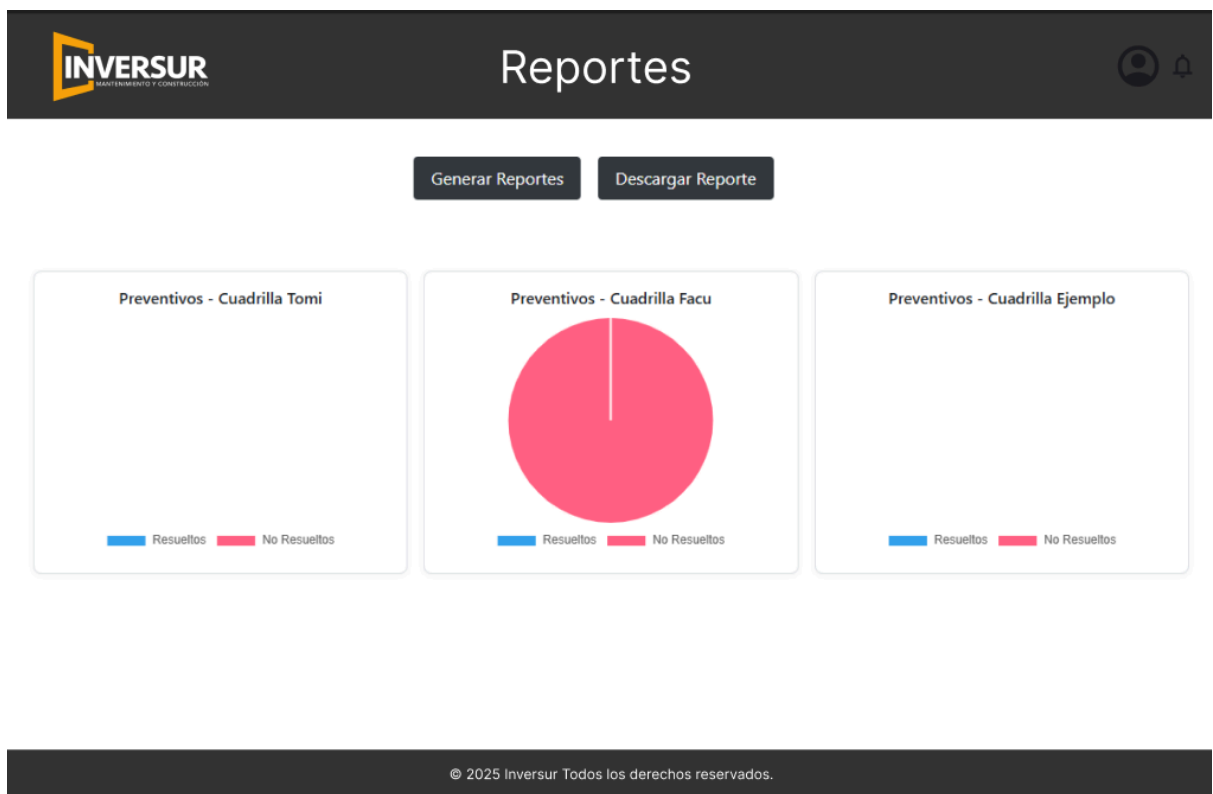 INVERSUR
MANTENIMIENTO Y CONSTRUCCIÓN
Reportes
Generar Reportes
Descargar Reporte
Preventivos - Cuadrilla Tomi
Resueltos
No Resueltos
Preventivos - Cuadrilla Facu
Resueltos
No Resueltos
Preventivos - Cuadrilla Ejemplo
Resueltos
No Resueltos
© 2025 Inversur Todos los derechos reservados.